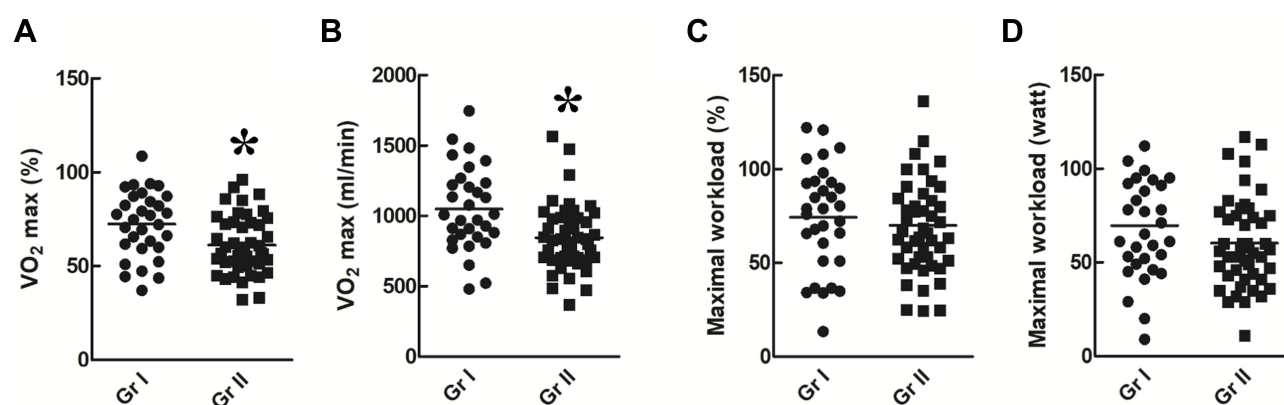 A
VO2 max (%)
150
100
50
0
*
Gr I
Gr II
B
VO2 max (ml/min)
2000
1500
1000
500
0
*
Gr I
Gr II
C
Maximal workload (%)
150
100
50
0
Gr I
Gr II
D
Maximal workload (watt)
150
100
50
0
Gr I
Gr II